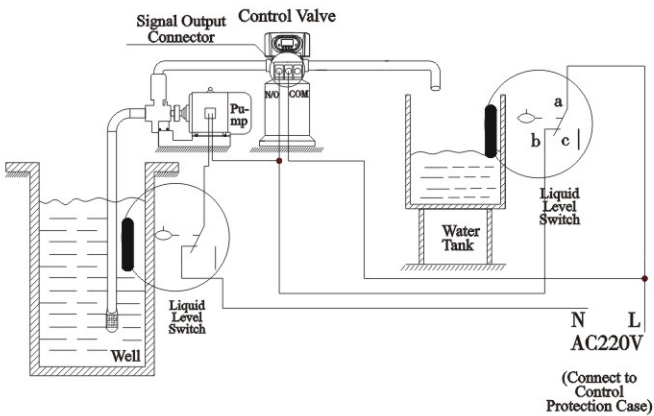 Signal Output
Connector
Control Valve
N/O
COM
Pu-
mp
a
b
c
Liquid
Level
Switch
Water
Tank
Liquid
Level
Switch
Well
N
L
AC220V
(Connect to
Control
Protection Case)